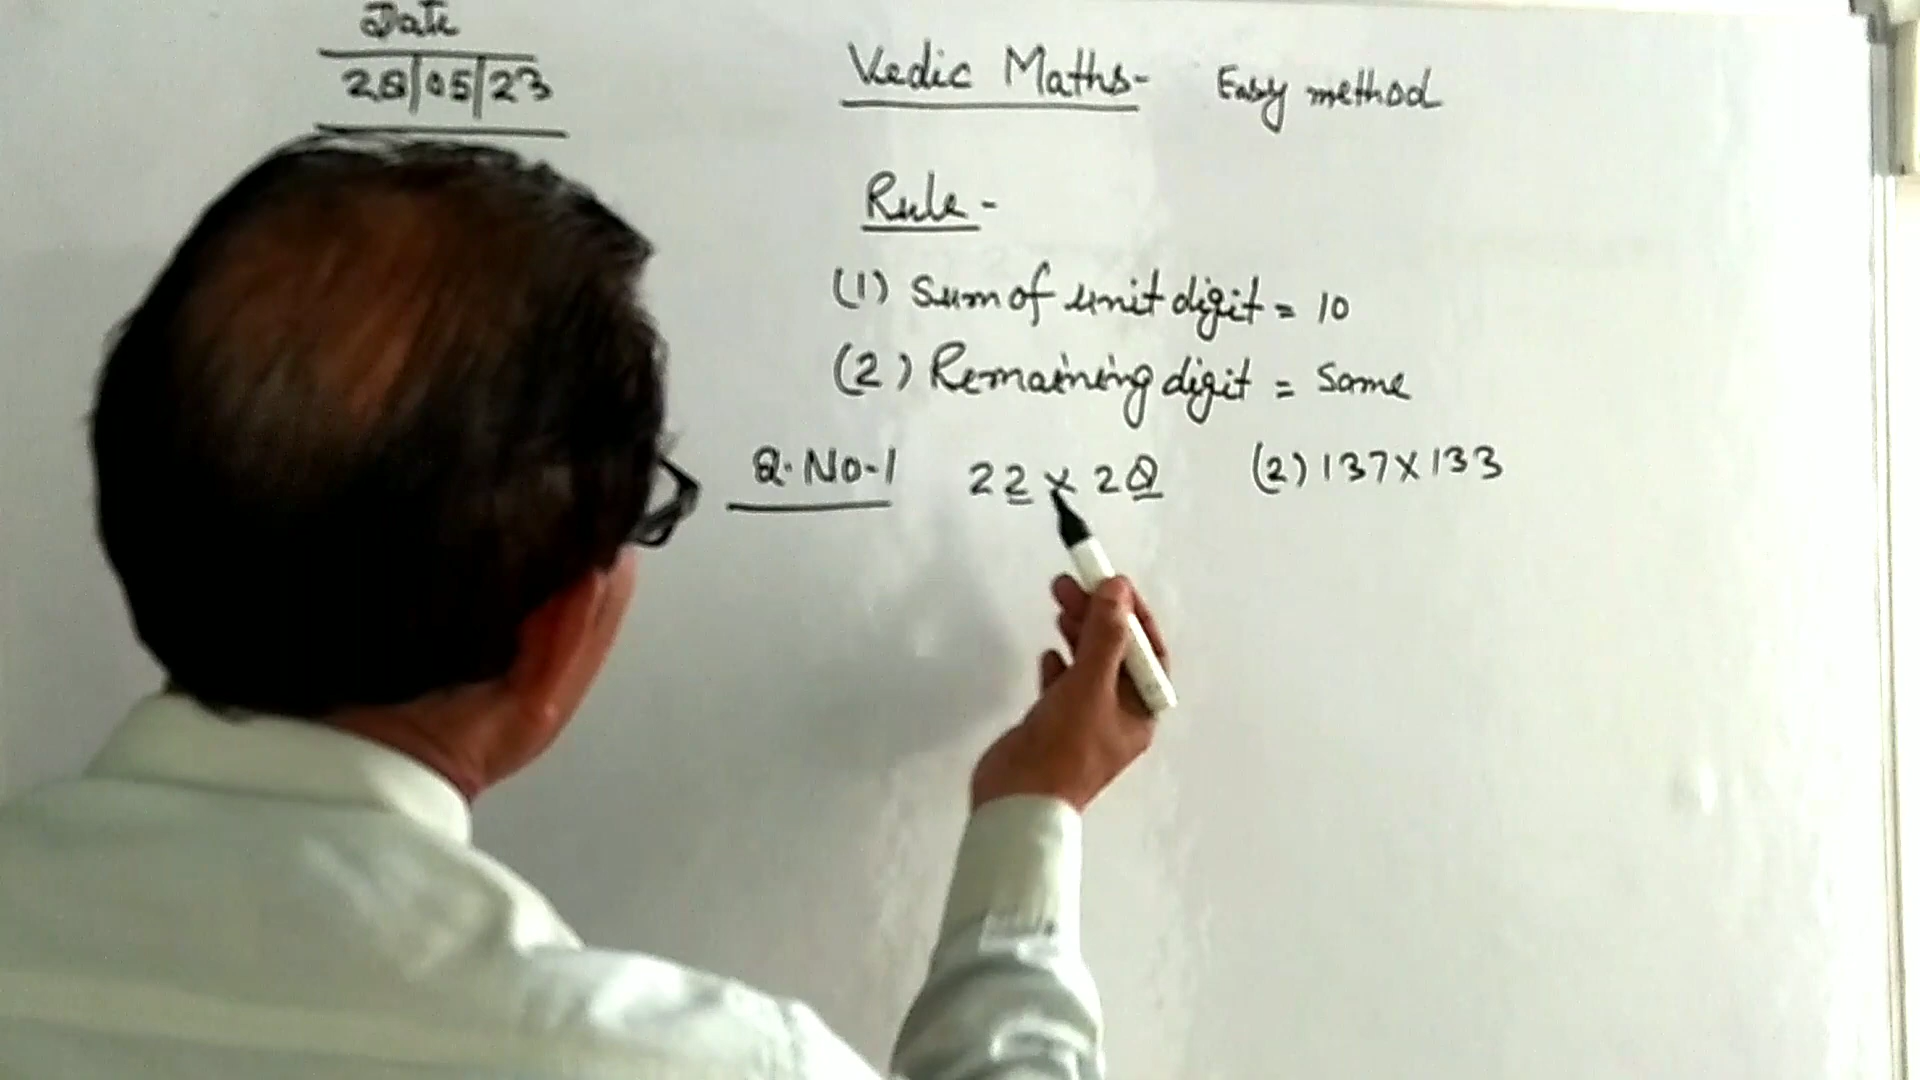 Date
28/05/23
Vedic Maths- Easy method
Rule -
(1) Sum of unit digit = 10
(2) Remaining digit = Same
Q.No-1 22 x 28 (2) 137 x 133